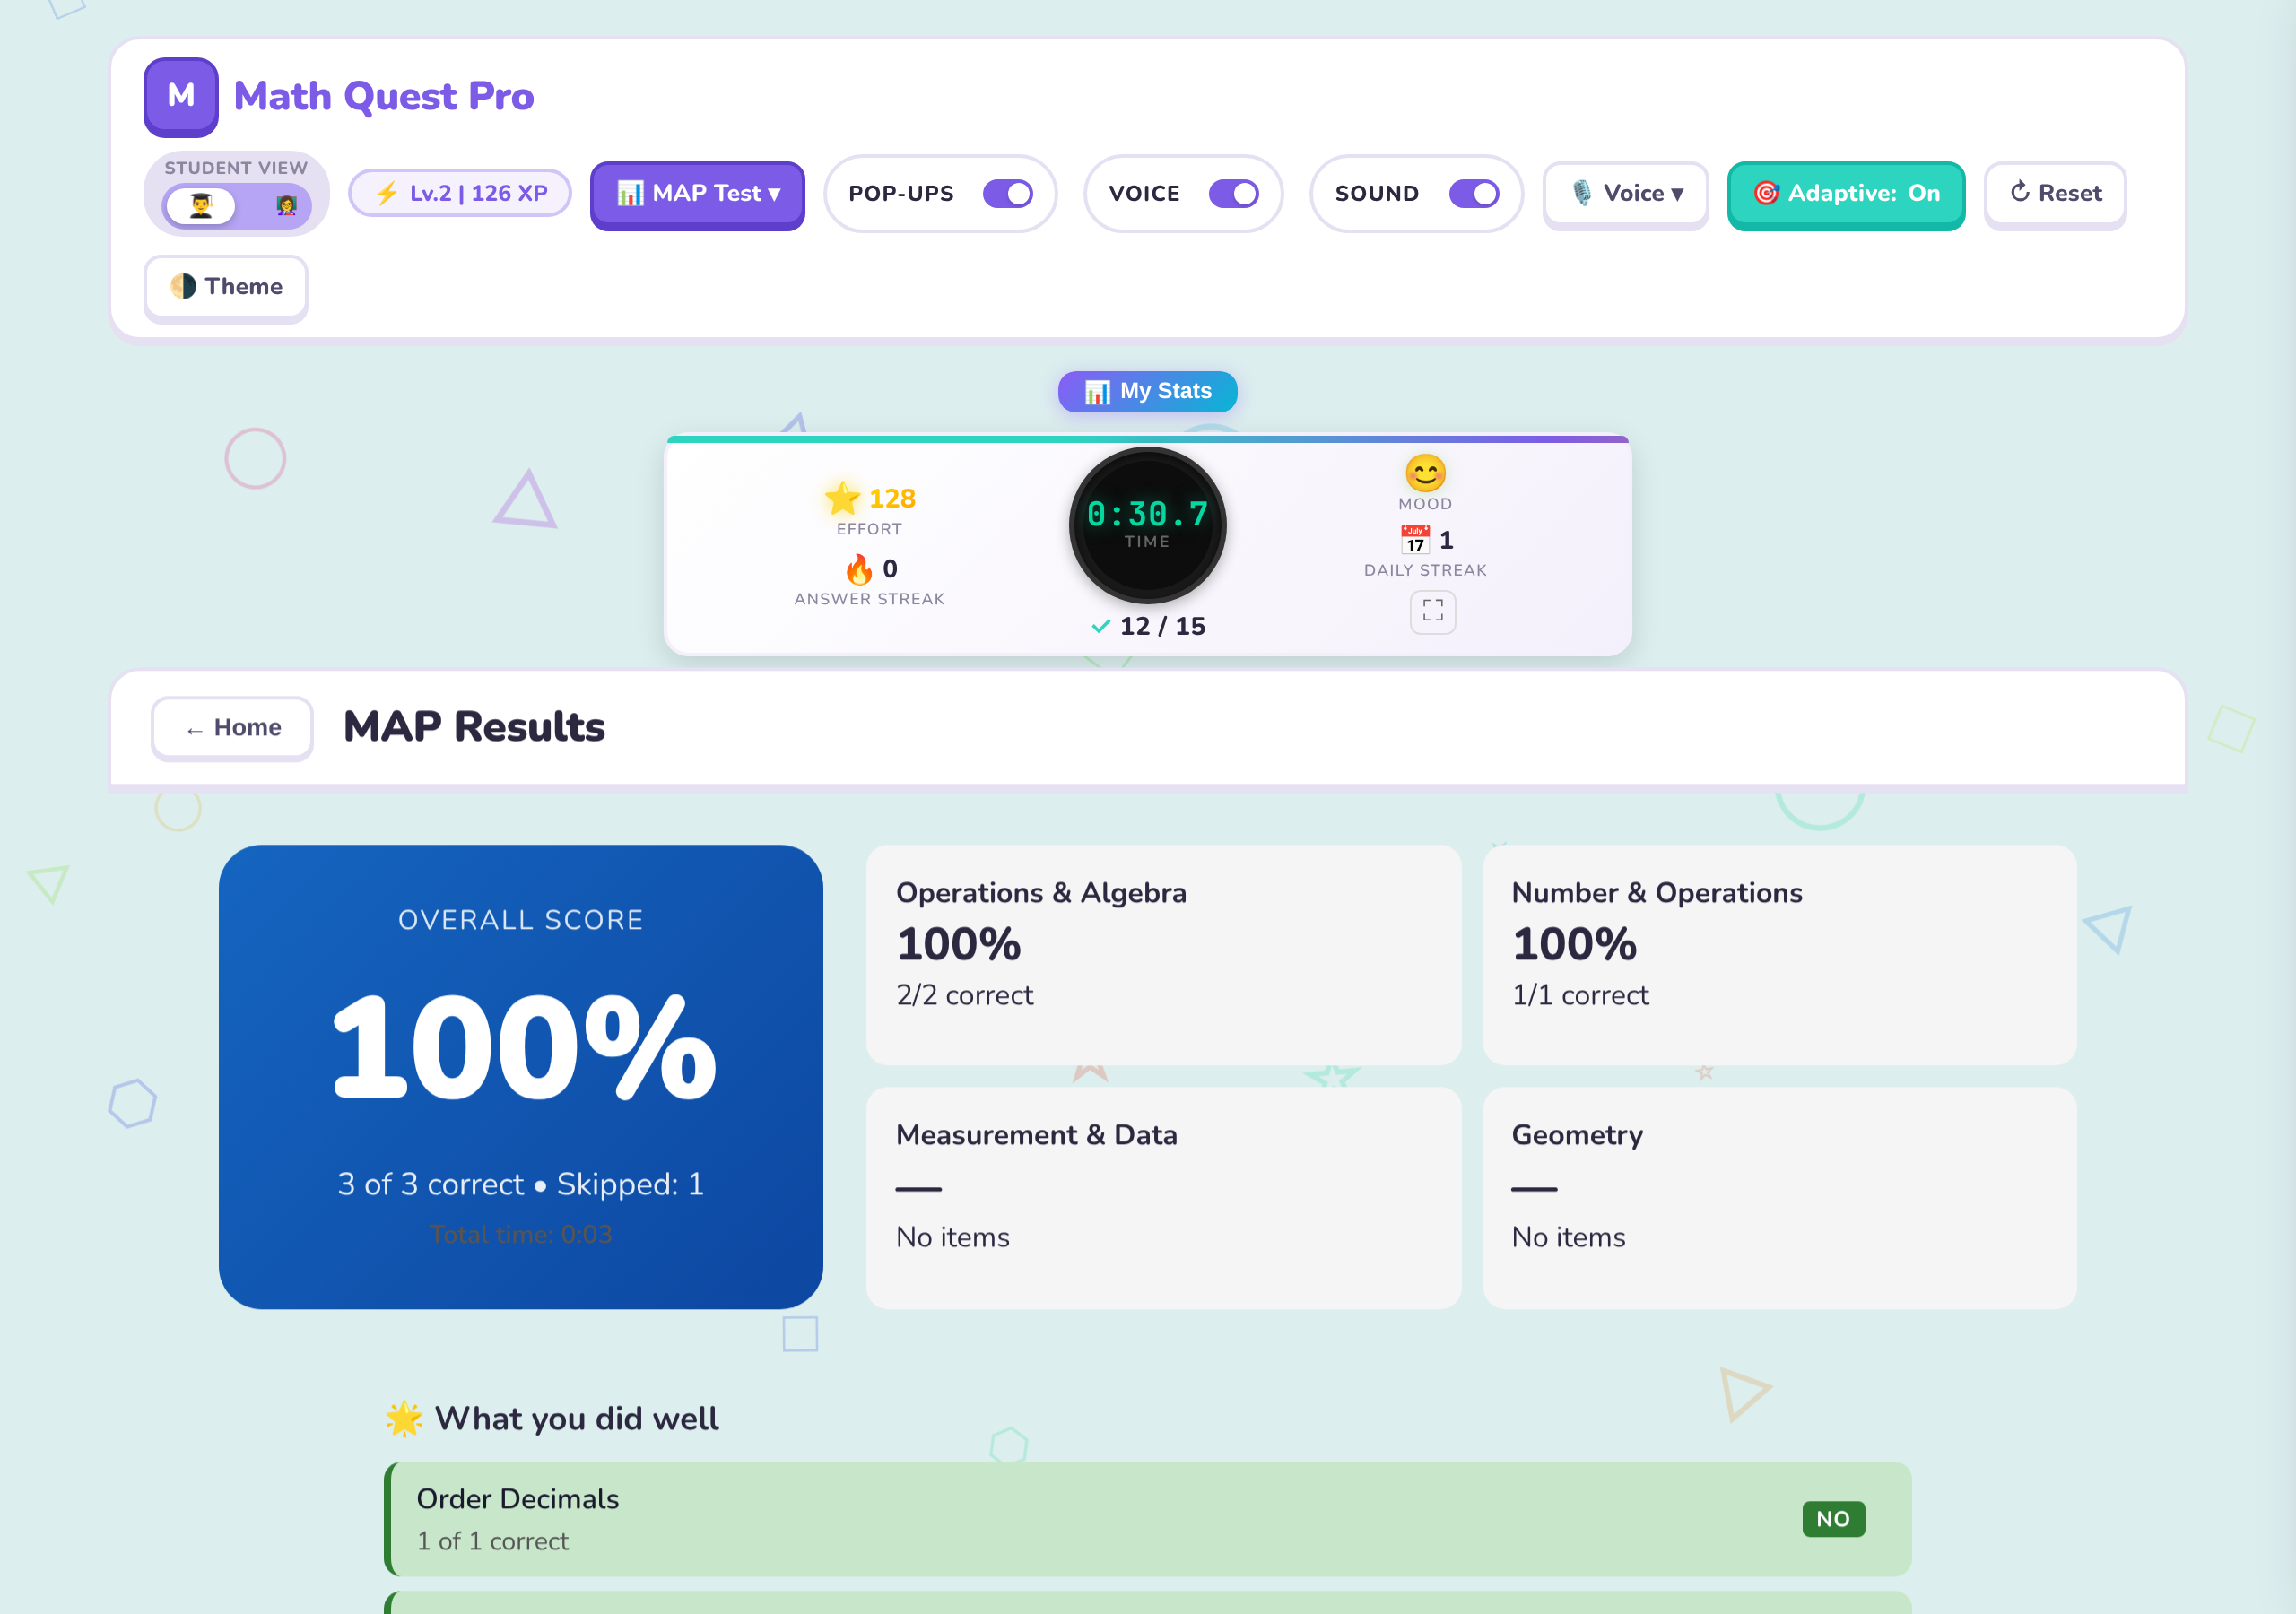 M Math Quest Pro
STUDENT VIEW
⚡ Lv.2 | 126 XP
📊 MAP Test ▾
POP-UPS
VOICE
SOUND
🎙️ Voice ▾
🎯 Adaptive: On
↻ Reset
🌗 Theme
📊 My Stats
⭐ 128
EFFORT
🔥 0
ANSWER STREAK
0:30.7
TIME
✓ 12 / 15
😊
MOOD
📅 1
DAILY STREAK
← Home
MAP Results
OVERALL SCORE
100%
3 of 3 correct • Skipped: 1
Total time: 0:03
Operations & Algebra
100%
2/2 correct
Number & Operations
100%
1/1 correct
Measurement & Data
—
No items
Geometry
—
No items
🌟 What you did well
Order Decimals
1 of 1 correct
NO